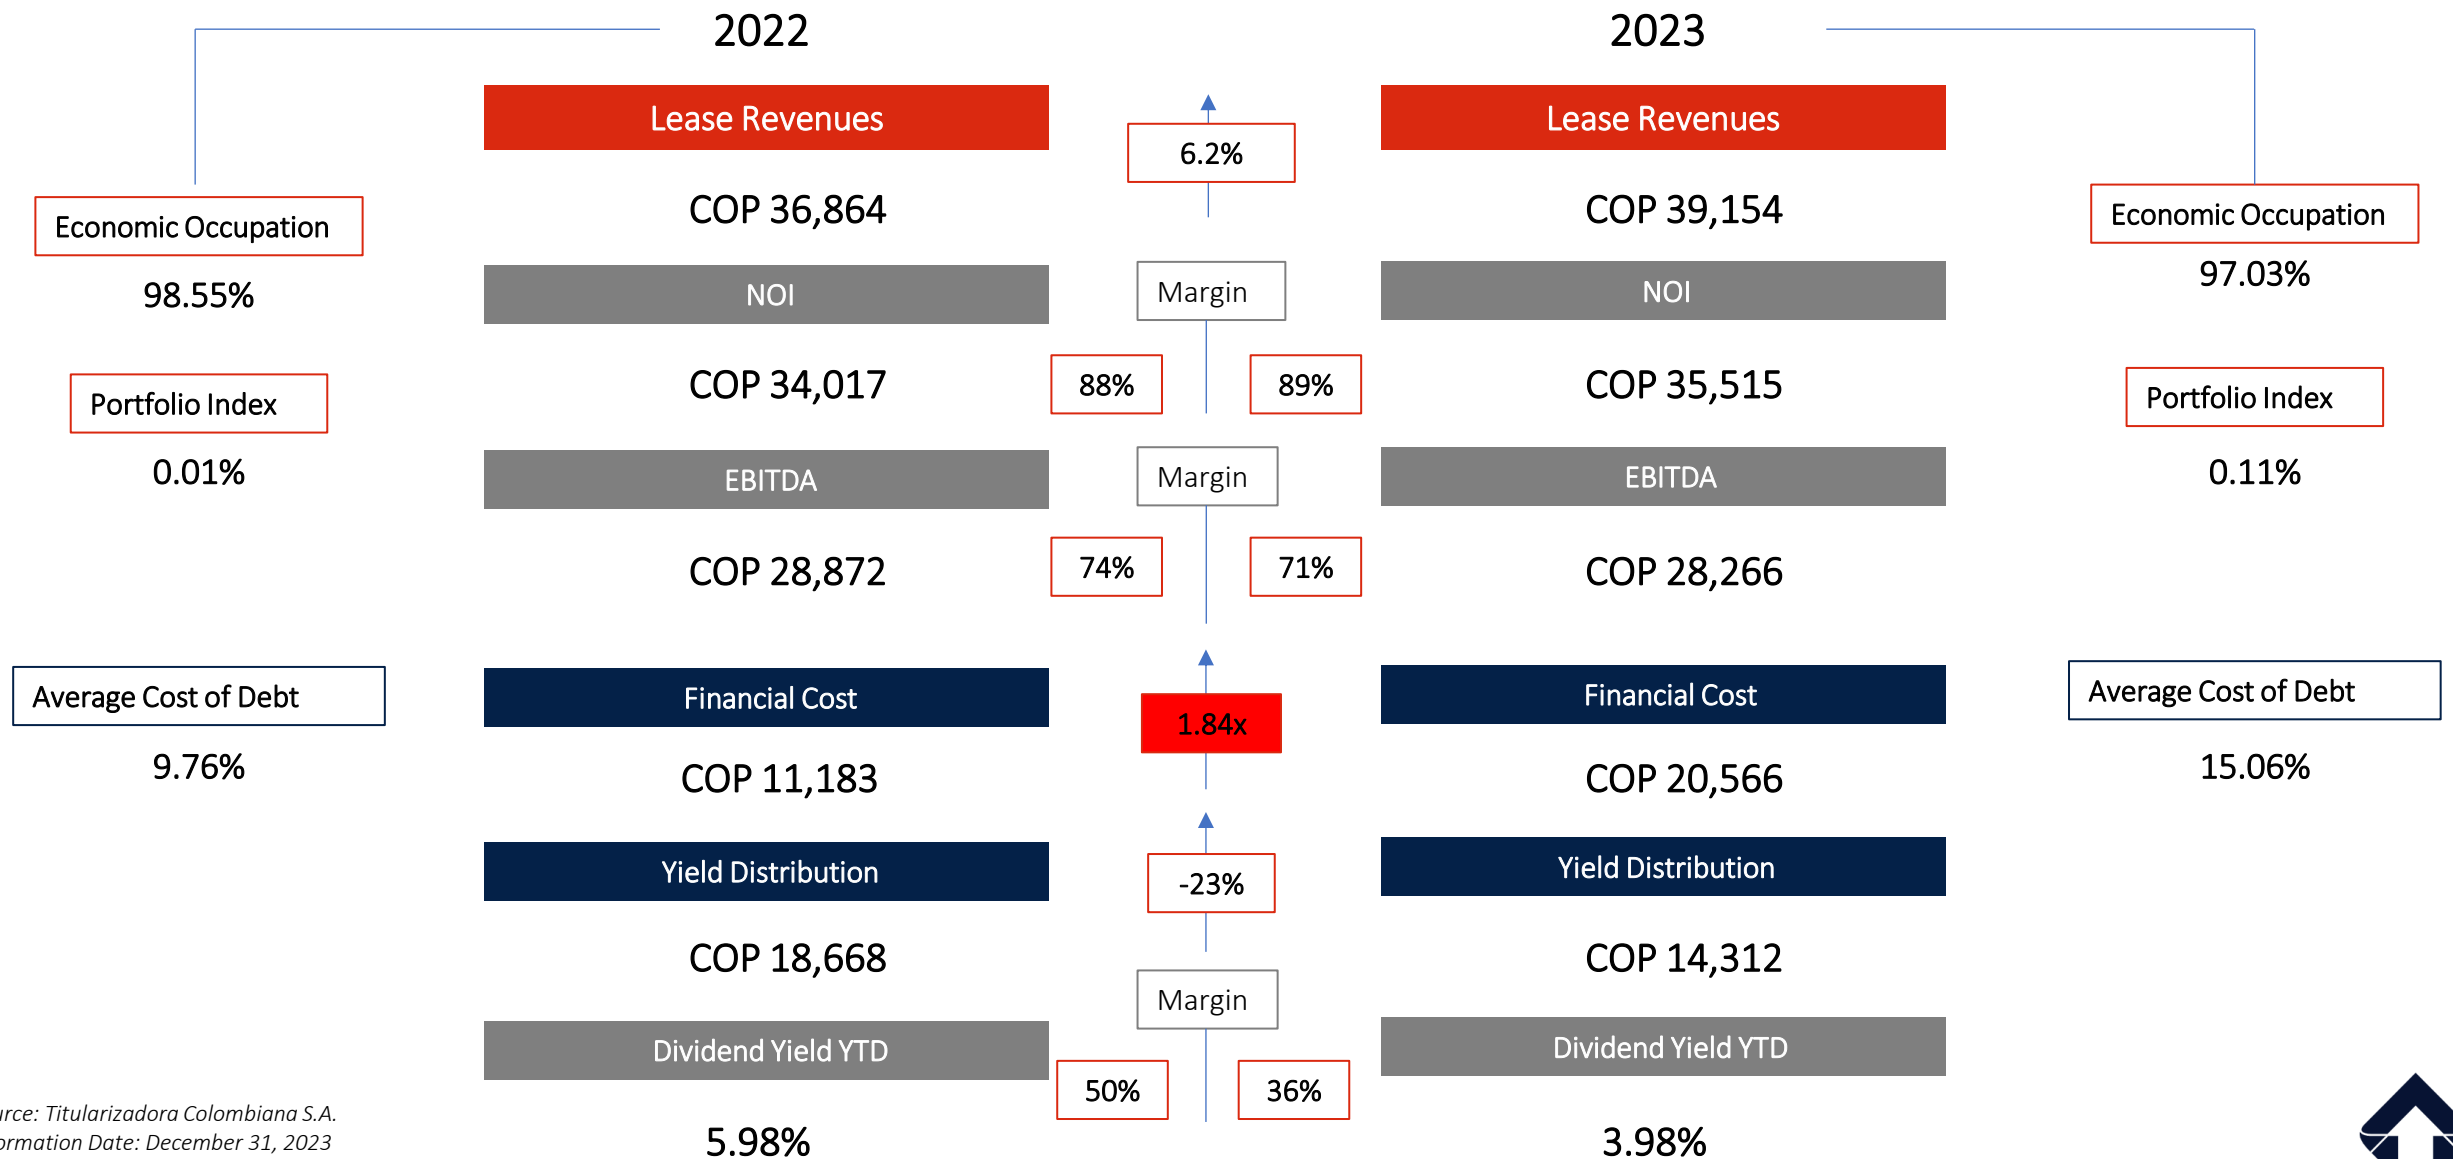 2022
2023
Lease Revenues
Lease Revenues
6.2%
COP 36,864
COP 39,154
Economic Occupation
Economic Occupation
98.55%
97.03%
NOI
Margin
NOI
COP 34,017
88%
89%
COP 35,515
Portfolio Index
Portfolio Index
0.01%
0.11%
EBITDA
Margin
EBITDA
COP 28,872
74%
71%
COP 28,266
Average Cost of Debt
Financial Cost
Financial Cost
Average Cost of Debt
1.84x
9.76%
COP 11,183
COP 20,566
15.06%
Yield Distribution
-23%
Yield Distribution
COP 18,668
COP 14,312
Margin
Dividend Yield YTD
Dividend Yield YTD
50%
36%
5.98%
3.98%
urce: Titularizadora Colombiana S.A.
ormation Date: December 31, 2023